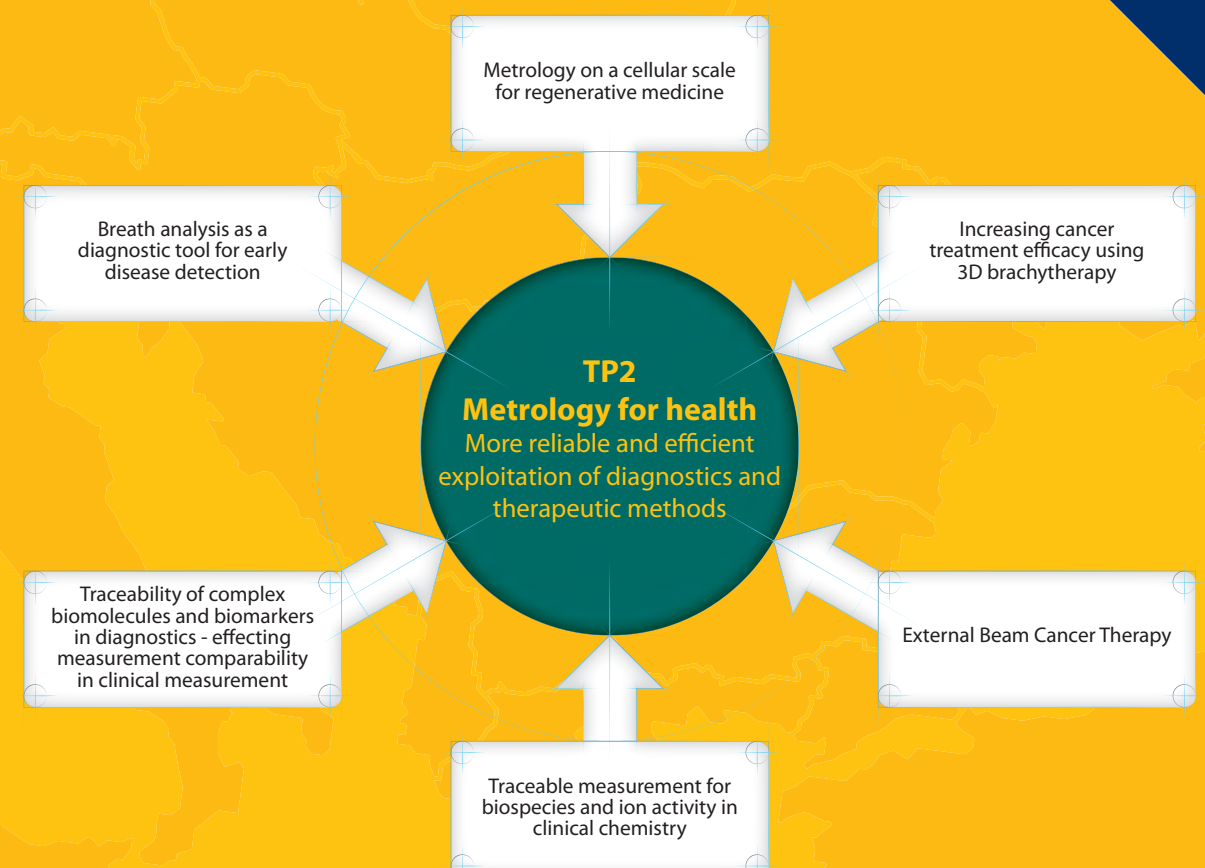 Metrology on a cellular scale
for regenerative medicine
Breath analysis as a
diagnostic tool for early
disease detection
Increasing cancer
treatment efficacy using
3D brachytherapy
TP2
Metrology for health
More reliable and efficient
exploitation of diagnostics and
therapeutic methods
Traceability of complex
biomolecules and biomarkers
in diagnostics - effecting
measurement comparability
in clinical measurement
External Beam Cancer Therapy
Traceable measurement for
biospecies and ion activity in
clinical chemistry